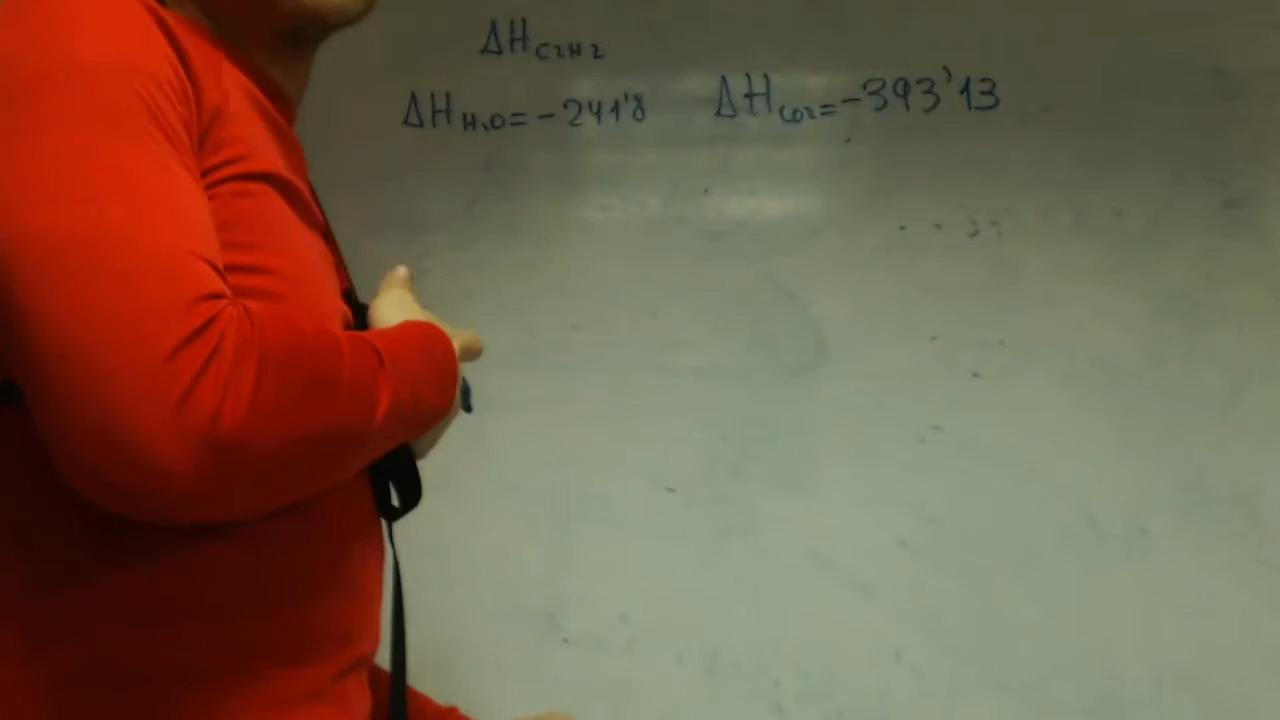 ΔH C2H2
ΔH H2O = -241'8 ΔH CO2 = -393'13